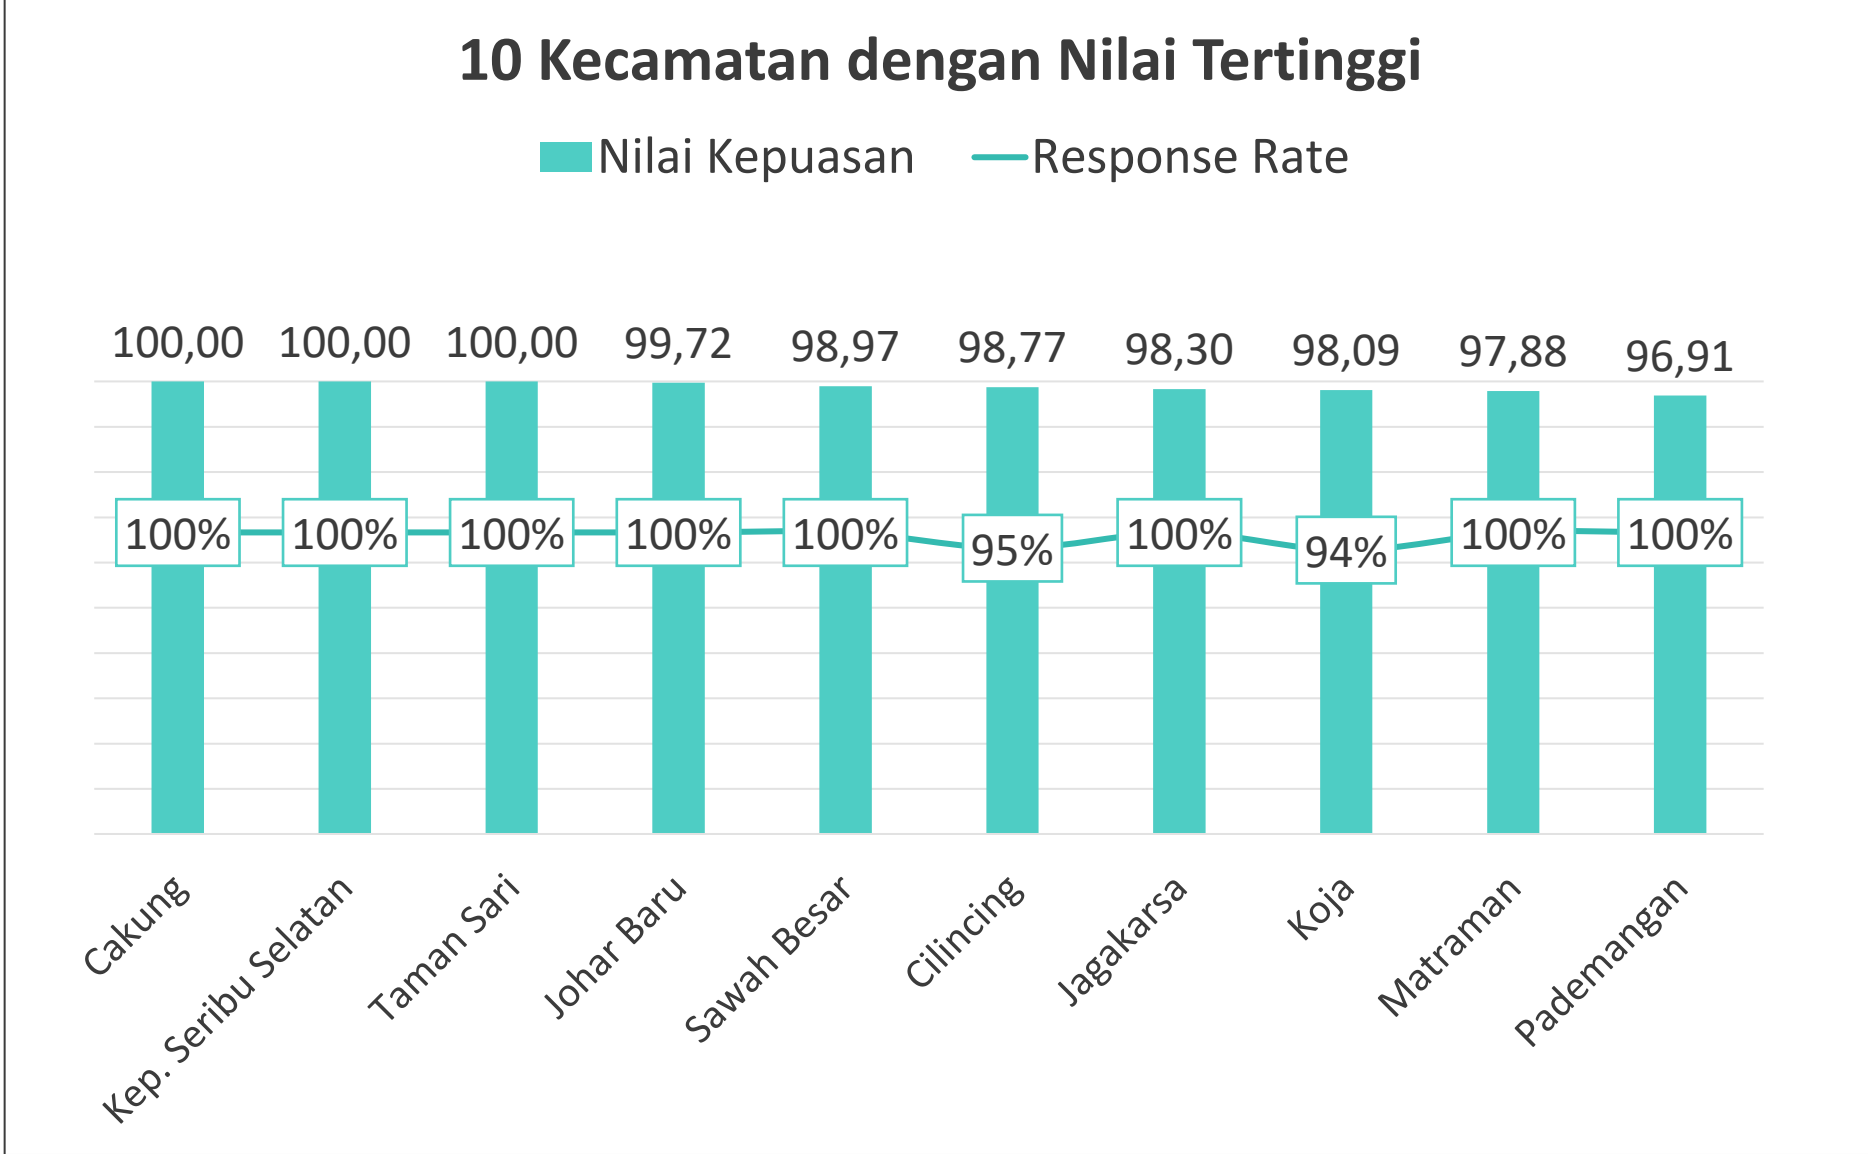 10 Kecamatan dengan Nilai Tertinggi
Nilai Kepuasan Response Rate
100,00 100,00 100,00 99,72 98,97 98,77 98,30 98,09 97,88 96,91
100% 100% 100% 100% 100% 95% 100% 94% 100% 100%
Cakung
Kep. Seribu Selatan
Taman Sari
Johar Baru
Sawah Besar
Cilincing
Jagakarsa
Koja
Matraman
Pademangan